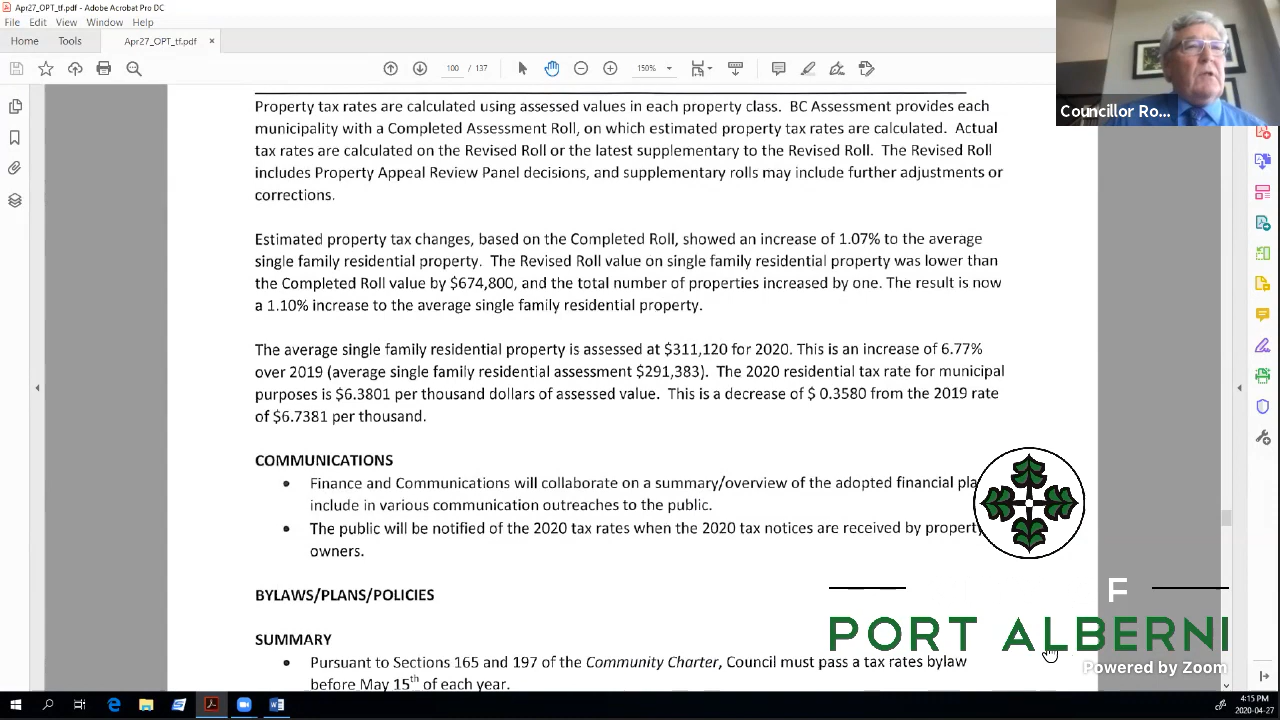 Apr27_OPT_tf.pdf - Adobe Acrobat Pro DC
File Edit View Window Help
Home Tools Apr27_OPT_tf.pdf ×
100 / 137 150%
Councillor Ro...
Property tax rates are calculated using assessed values in each property class. BC Assessment provides each
municipality with a Completed Assessment Roll, on which estimated property tax rates are calculated. Actual
tax rates are calculated on the Revised Roll or the latest supplementary to the Revised Roll. The Revised Roll
includes Property Appeal Review Panel decisions, and supplementary rolls may include further adjustments or
corrections.
Estimated property tax changes, based on the Completed Roll, showed an increase of 1.07% to the average
single family residential property. The Revised Roll value on single family residential property was lower than
the Completed Roll value by $674,800, and the total number of properties increased by one. The result is now
a 1.10% increase to the average single family residential property.
The average single family residential property is assessed at $311,120 for 2020. This is an increase of 6.77%
over 2019 (average single family residential assessment $291,383). The 2020 residential tax rate for municipal
purposes is $6.3801 per thousand dollars of assessed value. This is a decrease of $ 0.3580 from the 2019 rate
of $6.7381 per thousand.
COMMUNICATIONS
• Finance and Communications will collaborate on a summary/overview of the adopted financial pla
include in various communication outreaches to the public.
• The public will be notified of the 2020 tax rates when the 2020 tax notices are received by property
owners.
BYLAWS/PLANS/POLICIES
SUMMARY
• Pursuant to Sections 165 and 197 of the Community Charter, Council must pass a tax rates bylaw
before May 15th of each year.
F
PORT ALBERNI
Powered by Zoom
4:15 PM
2020-04-27